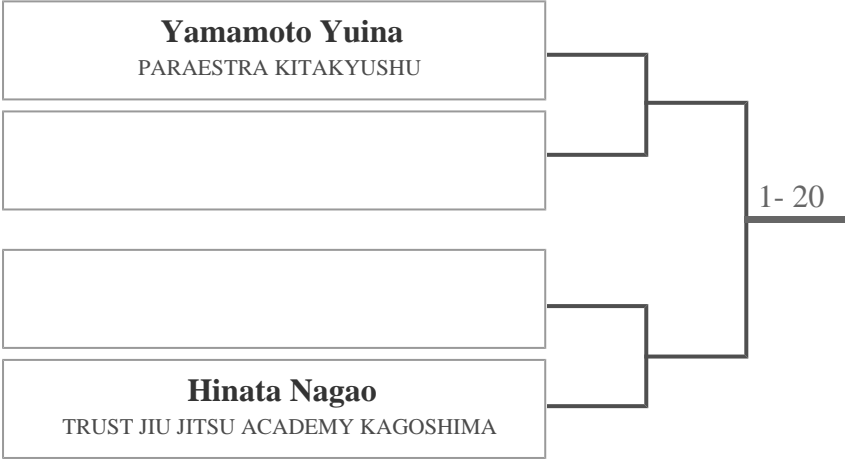 Yamamoto Yuina
PARAESTRA KITAKYUSHU
1- 20
Hinata Nagao
TRUST JIU JITSU ACADEMY KAGOSHIMA